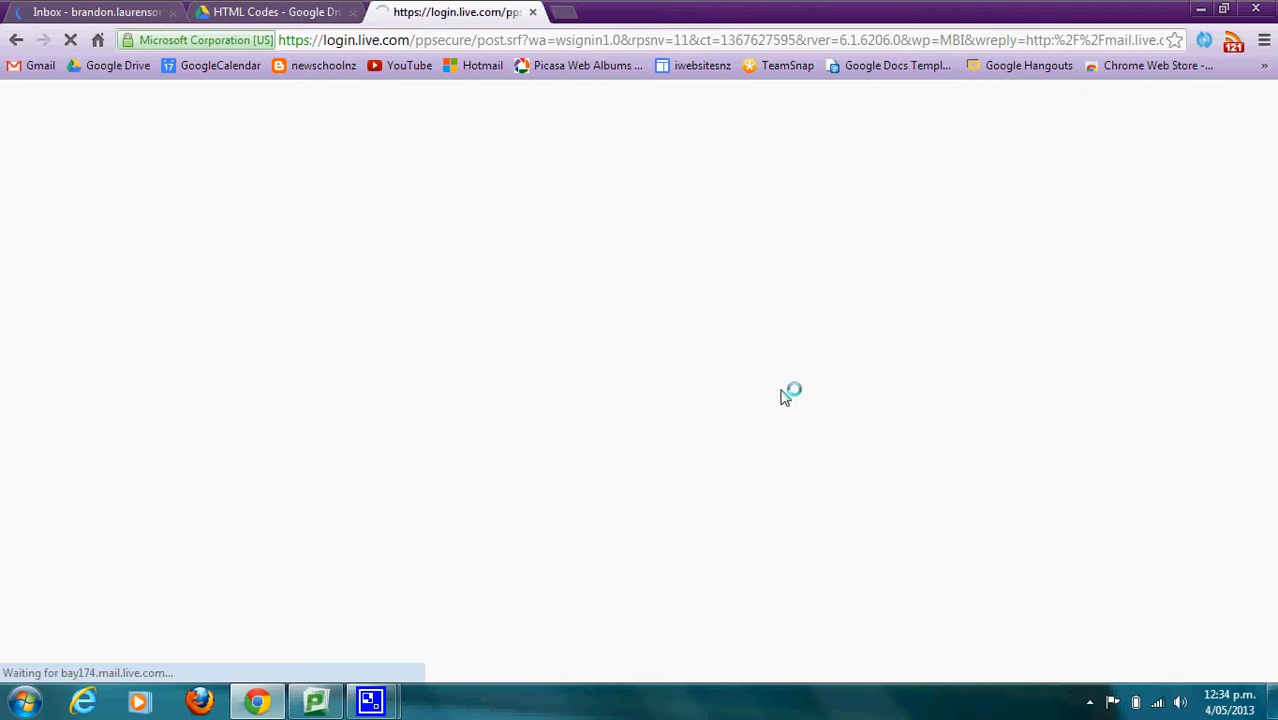 Inbox - brandon.laurenso HTML Codes - Google Dri https://login.live.com/pp
Microsoft Corporation [US] https://login.live.com/ppsecure/post.srf?wa=wsignin1.0&rpsnv=11&ct=1367627595&rver=6.1.6206.0&wp=MBI&wreply=http:%2F%2Fmail.live.c 121
Gmail Google Drive 17 GoogleCalendar newschoolnz YouTube Hotmail Picasa Web Albums ... iwebsitesnz TeamSnap Google Docs Templ... Google Hangouts Chrome Web Store -... »
Waiting for bay174.mail.live.com...
12:34 p.m.
4/05/2013